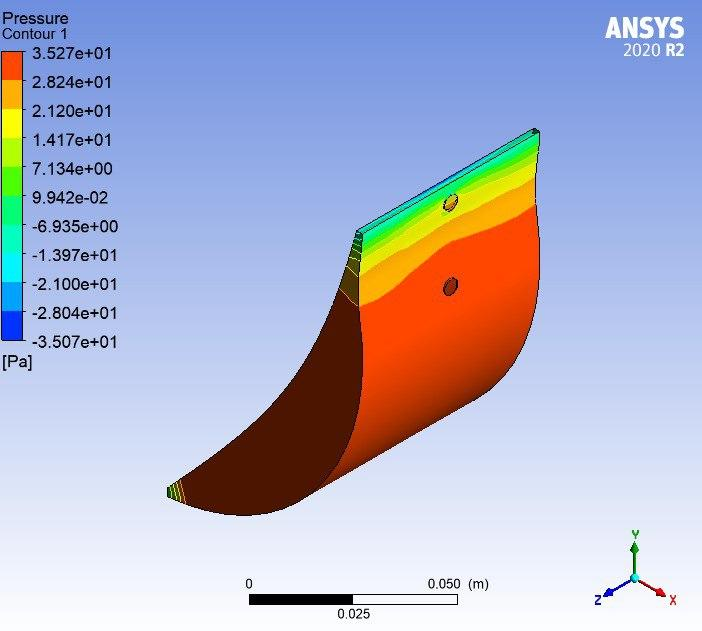 Pressure
Contour 1
3.527e+01
2.824e+01
2.120e+01
1.417e+01
7.134e+00
9.942e-02
-6.935e+00
-1.397e+01
-2.100e+01
-2.804e+01
-3.507e+01
[Pa]
ANSYS
2020 R2
0 0.050 (m)
0.025
Y
Z X